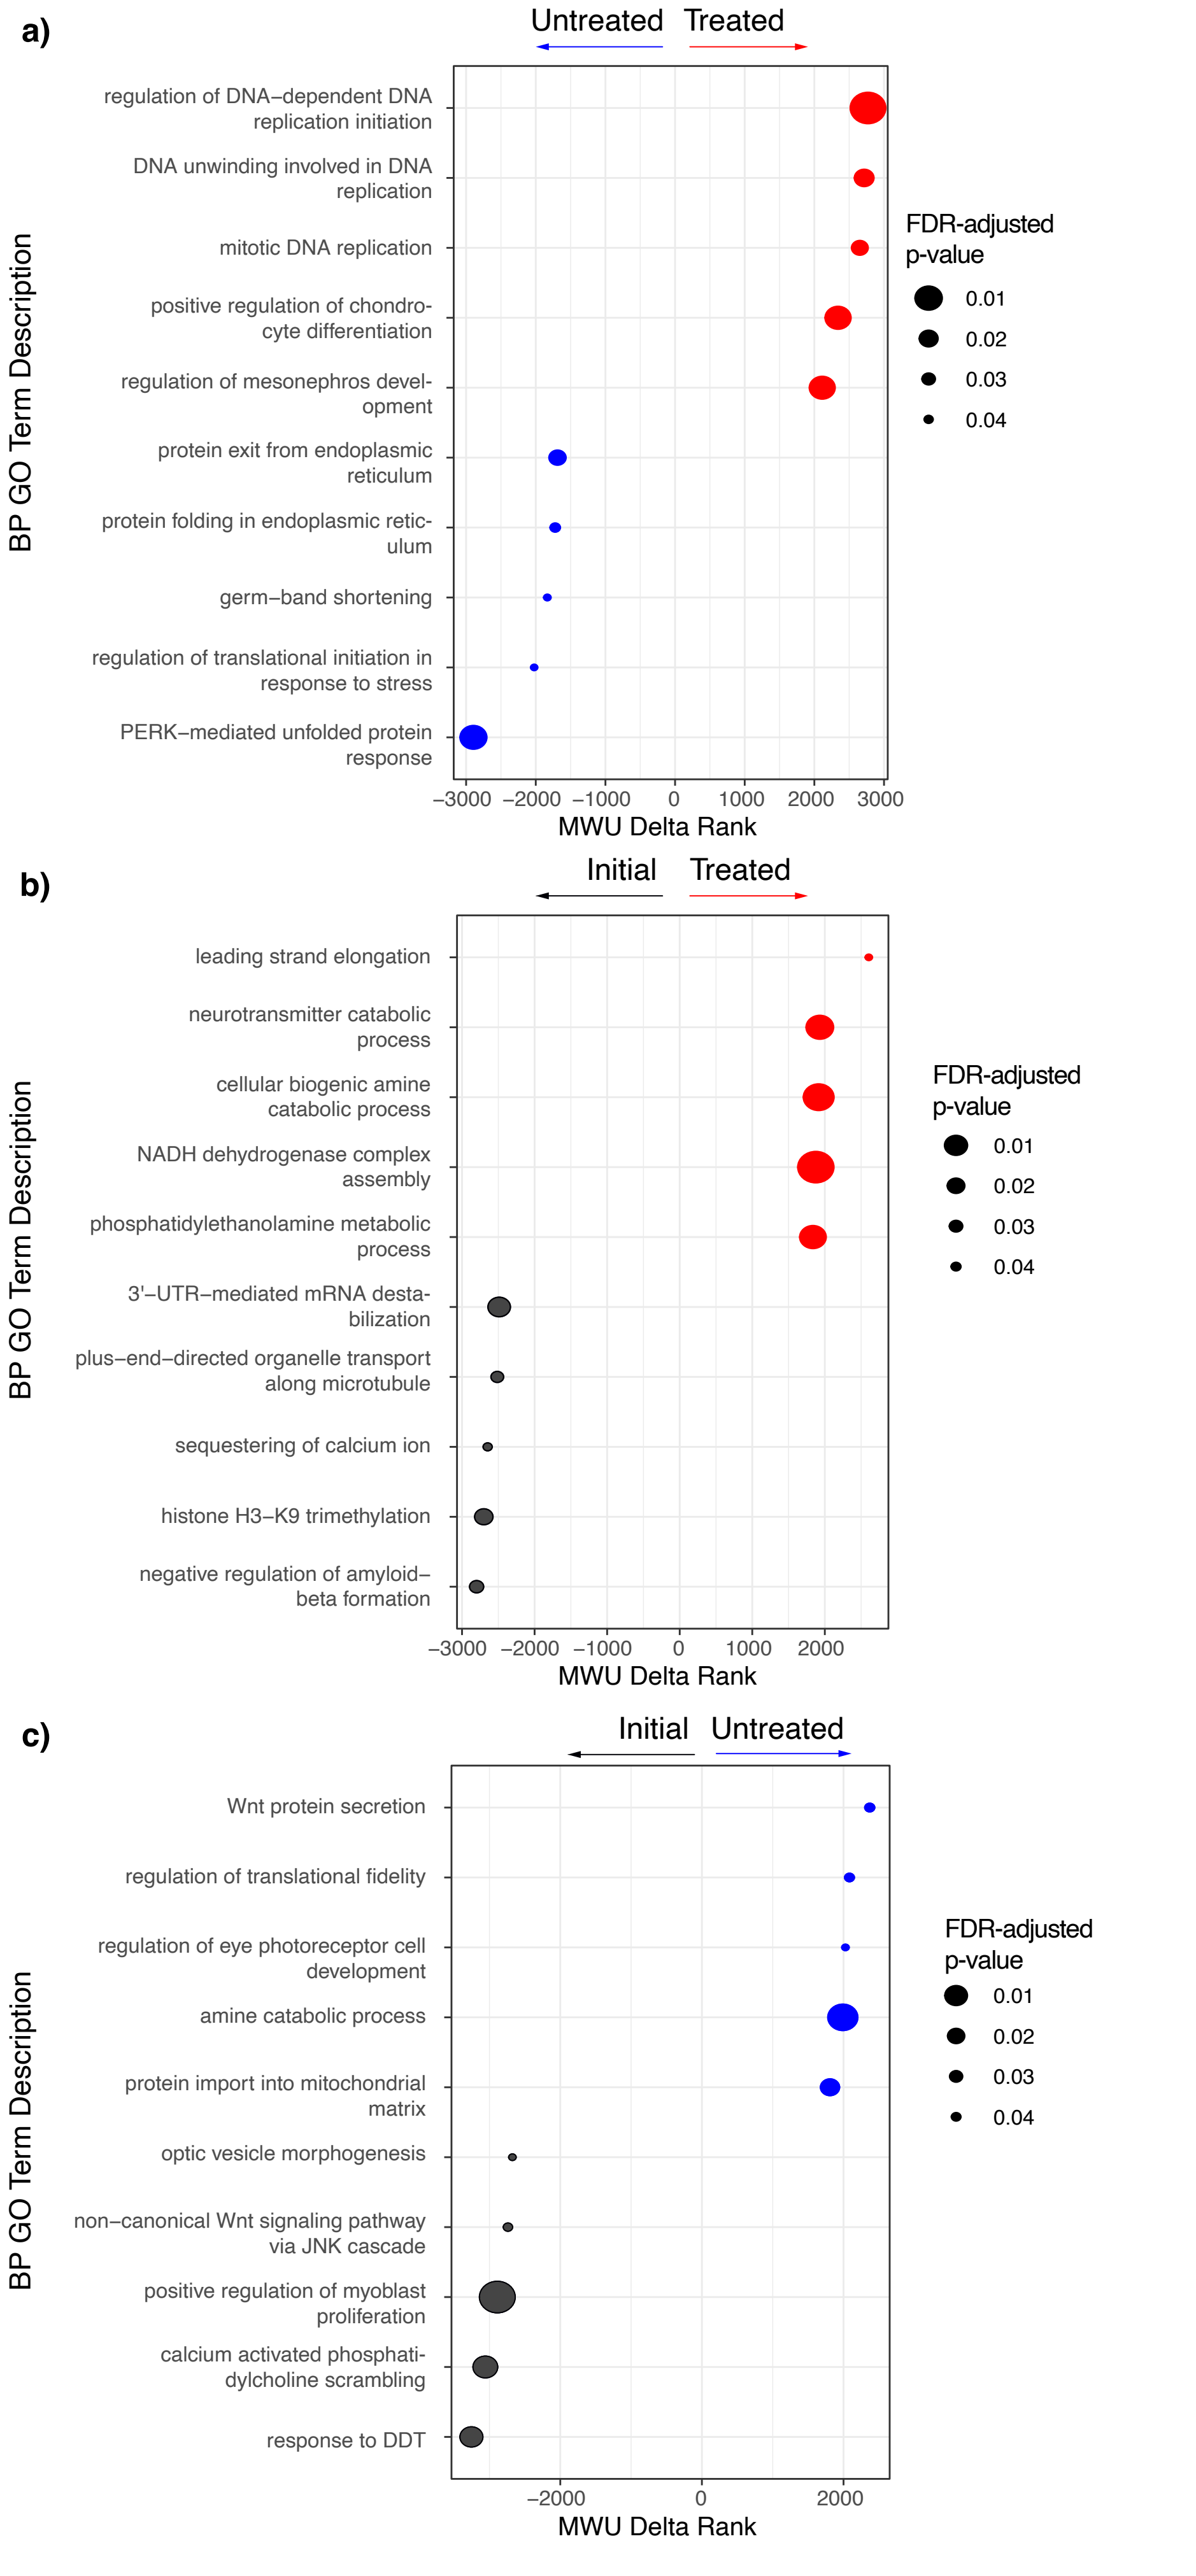 a)
Untreated Treated
regulation of DNA−dependent DNA
replication initiation
DNA unwinding involved in DNA
replication
mitotic DNA replication
positive regulation of chondro-
cyte differentiation
regulation of mesonephros devel-
opment
protein exit from endoplasmic
reticulum
protein folding in endoplasmic retic-
ulum
germ−band shortening
regulation of translational initiation in
response to stress
PERK−mediated unfolded protein
response
BP GO Term Description
−3000 −2000 −1000 0 1000 2000 3000
MWU Delta Rank
FDR-adjusted
p-value
0.01
0.02
0.03
0.04
b)
Initial Treated
leading strand elongation
neurotransmitter catabolic
process
cellular biogenic amine
catabolic process
NADH dehydrogenase complex
assembly
phosphatidylethanolamine metabolic
process
3'−UTR−mediated mRNA desta-
bilization
plus−end−directed organelle transport
along microtubule
sequestering of calcium ion
histone H3−K9 trimethylation
negative regulation of amyloid−
beta formation
BP GO Term Description
−3000 −2000 −1000 0 1000 2000
MWU Delta Rank
FDR-adjusted
p-value
0.01
0.02
0.03
0.04
c)
Initial Untreated
Wnt protein secretion
regulation of translational fidelity
regulation of eye photoreceptor cell
development
amine catabolic process
protein import into mitochondrial
matrix
optic vesicle morphogenesis
non−canonical Wnt signaling pathway
via JNK cascade
positive regulation of myoblast
proliferation
calcium activated phosphati-
dylcholine scrambling
response to DDT
BP GO Term Description
−2000 0 2000
MWU Delta Rank
FDR-adjusted
p-value
0.01
0.02
0.03
0.04